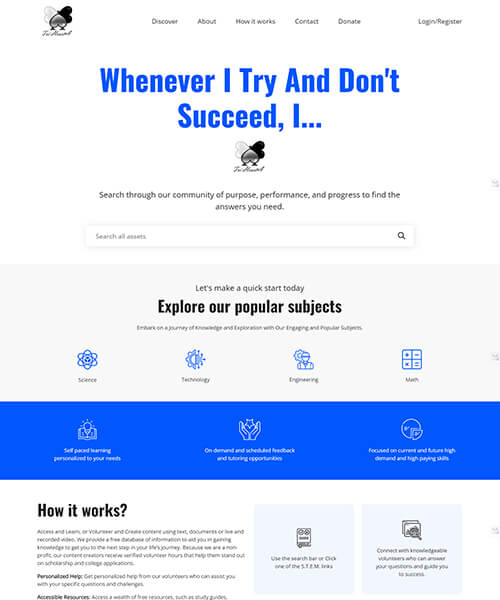 Discover About How it works Contact Donate Login/Register
Whenever I Try And Don't
Succeed, I...
Search through our community of purpose, performance, and progress to find the
answers you need.
Search all assets
Let's make a quick start today
Explore our popular subjects
Embark on a Journey of Knowledge and Exploration with Our Engaging and Popular Subjects.
Science Technology Engineering Math
Self paced learning
personalized to your needs
On-demand and scheduled feedback
and tutoring opportunities
Focused on current and future high
demand and high paying skills
How it works?
Access and Learn, or Volunteer and Create content using text, documents or live and
recorded video. We provide a free database of information to aid you in gaining
knowledge to get you to the next step in your life's journey. Because we are a non-
profit, our content creators receive verified volunteer hours that help them stand out
on scholarship and college applications.
Personalized Help: Get personalized help from our volunteers who can assist you
with your specific questions and challenges.
Accessible Resources: Access a wealth of free resources, such as study guides,
Use the search bar or Click
one of the S.T.E.M. links
Connect with knowledgeable
volunteers who can answer
your questions and guide you
to success.